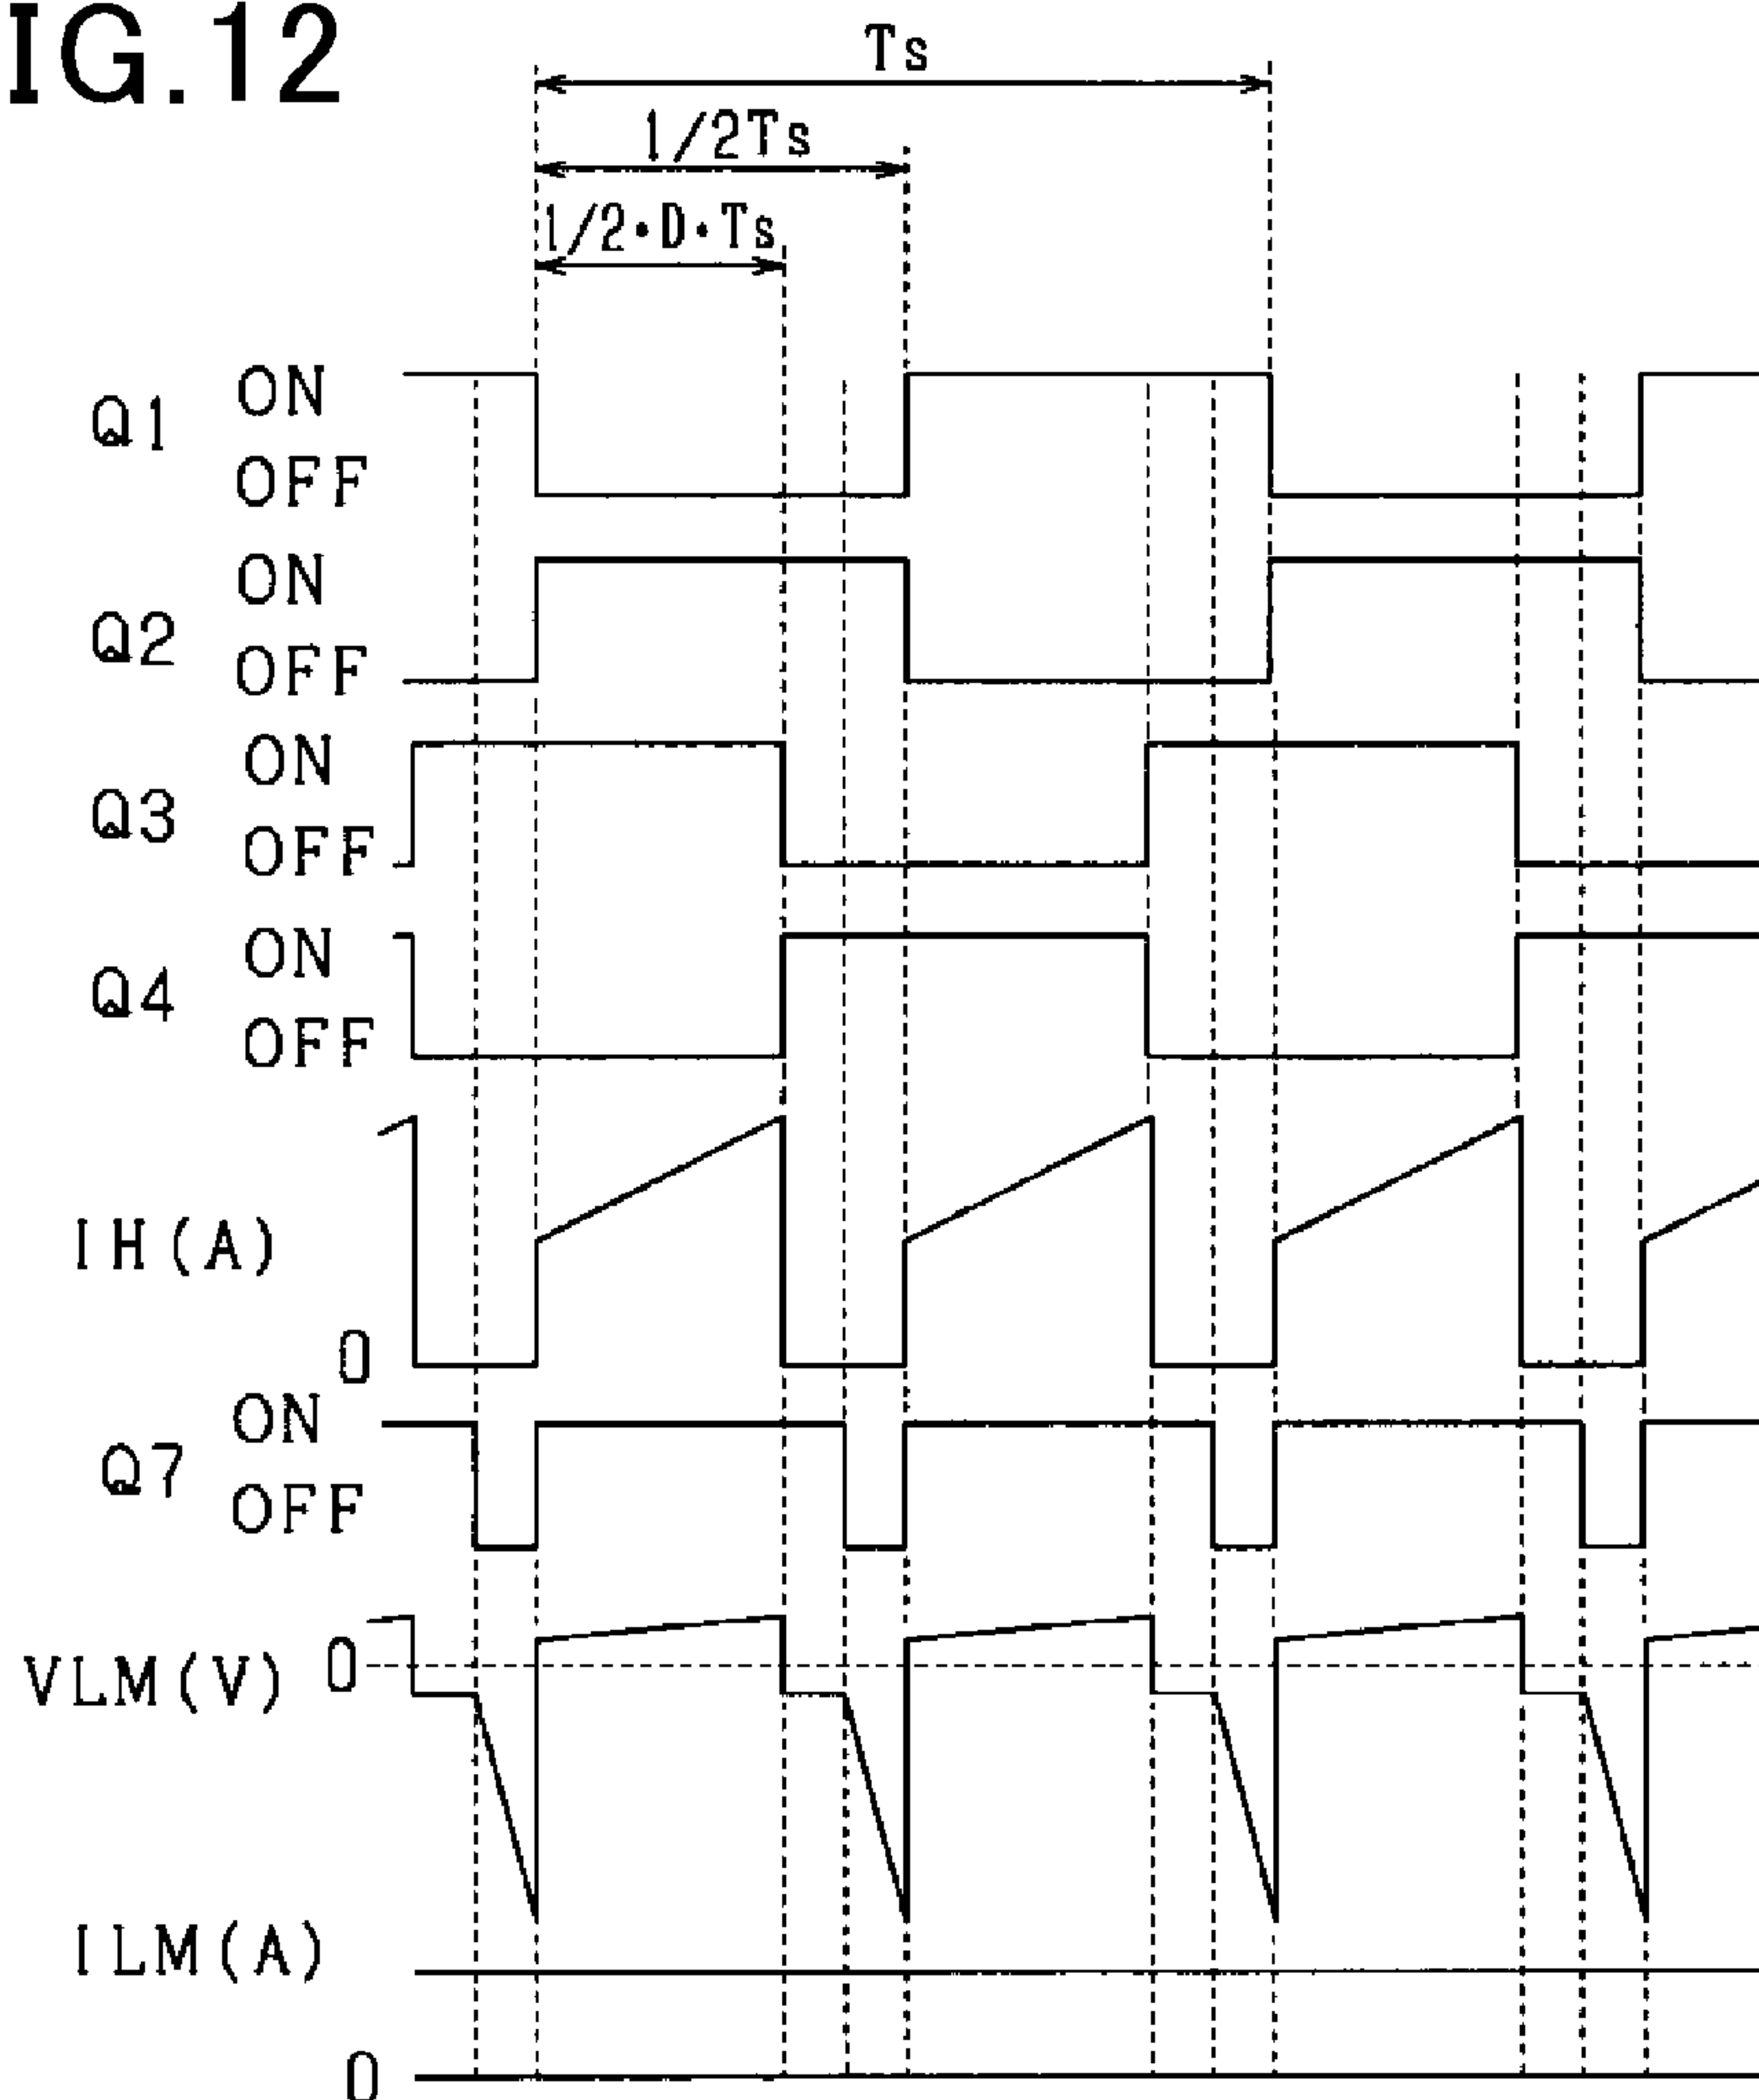 IG.12
Ts
1/2Ts
1/2·D·Ts
Q1
ON
OFF
Q2
ON
OFF
Q3
ON
OFF
Q4
ON
OFF
IH(A)
0
Q7
ON
OFF
VLM(V)
0
ILM(A)
0